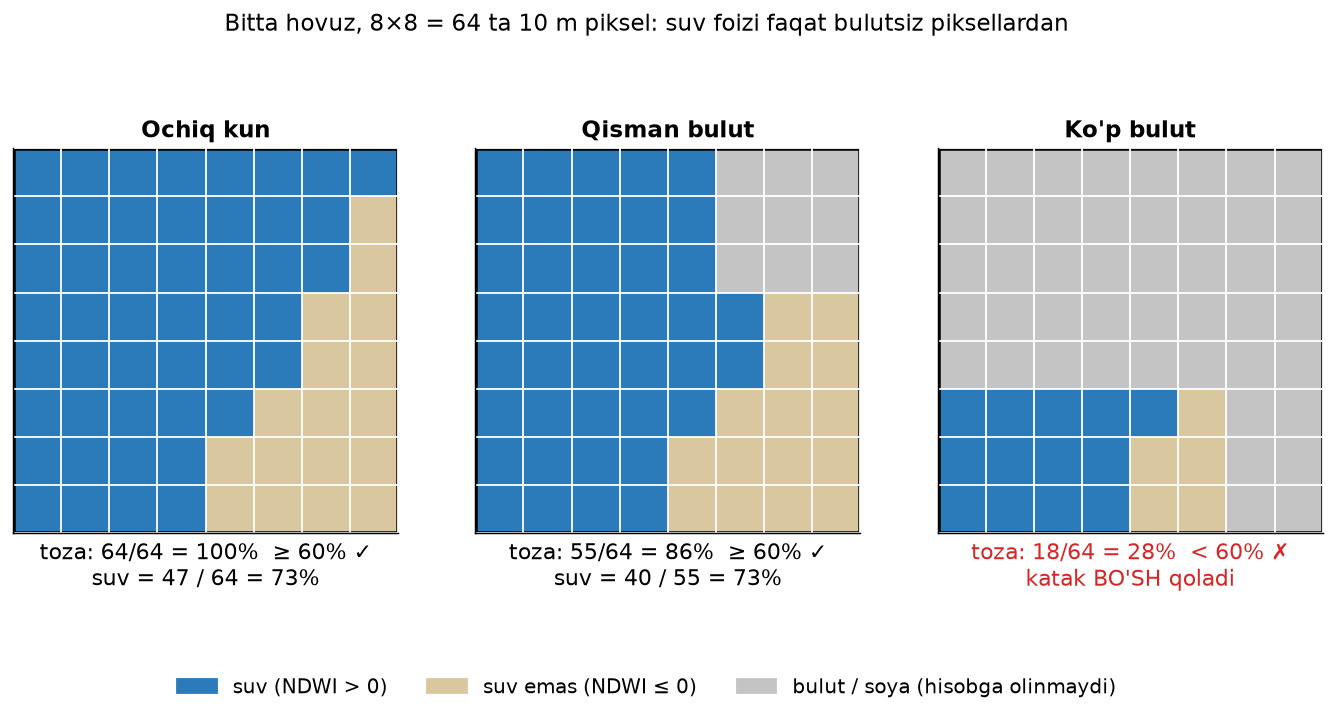 Bitta hovuz, 8×8 = 64 ta 10 m piksel: suv foizi faqat bulutsiz piksellardan
Ochiq kun
Qisman bulut
Ko'p bulut
toza: 64/64 = 100%  ≥ 60% ✓
suv = 47 / 64 = 73%
toza: 55/64 = 86%  ≥ 60% ✓
suv = 40 / 55 = 73%
toza: 18/64 = 28%  < 60% ✗
katak BO'SH qoladi
suv (NDWI > 0)
suv emas (NDWI ≤ 0)
bulut / soya (hisobga olinmaydi)